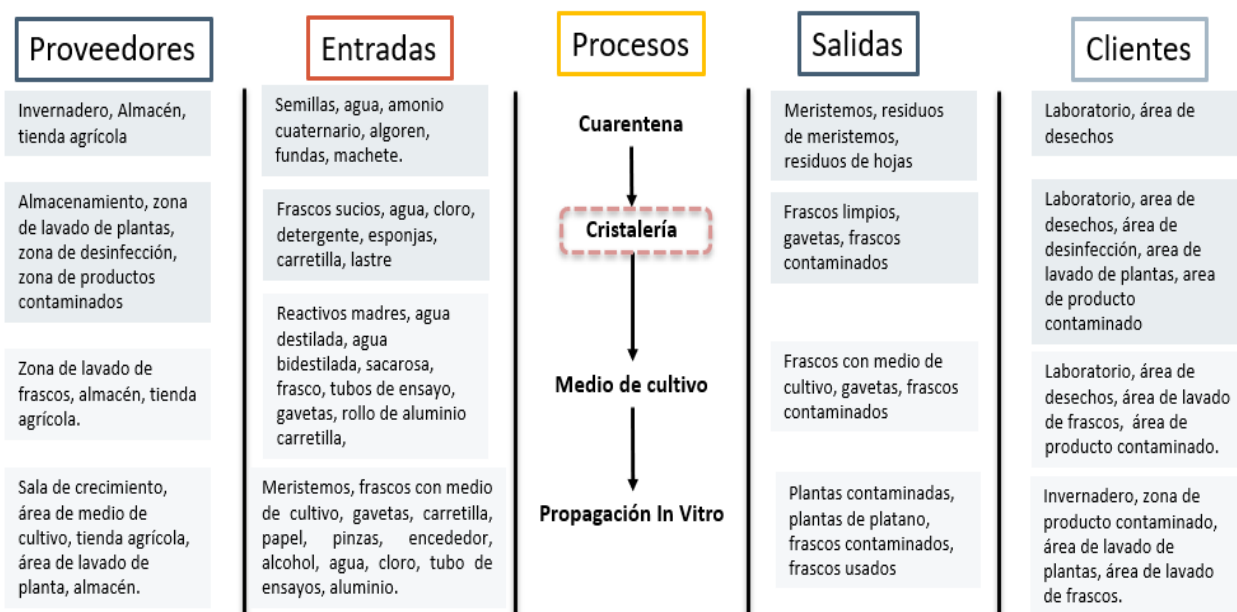 Proveedores
Entradas
Procesos
Salidas
Clientes
Invernadero, Almacén,
tienda agrícola
Semillas, agua, amonio
cuaternario, algoren,
fundas, machete.
Cuarentena
Meristemos, residuos
de meristemos,
residuos de hojas
Laboratorio, área de
desechos
Almacenamiento, zona
de lavado de plantas,
zona de desinfección,
zona de productos
contaminados
Frascos sucios, agua, cloro,
detergente, esponjas,
carretilla, lastre
Cristalería
Frascos limpios,
gavetas, frascos
contaminados
Laboratorio, area de
desechos, área de
desinfección, area de
lavado de plantas, area
de producto
contaminado
Zona de lavado de
frascos, almacén, tienda
agrícola.
Reactivos madres, agua
destilada, agua
bidestilada, sacarosa,
frasco, tubos de ensayo,
gavetas, rollo de aluminio
carretilla,
Medio de cultivo
Frascos con medio de
cultivo, gavetas, frascos
contaminados
Laboratorio, área de
desechos, área de lavado
de frascos, área de
producto contaminado.
Sala de crecimiento,
área de medio de
cultivo, tienda agrícola,
área de lavado de
planta, almacén.
Meristemos, frascos con medio
de cultivo, gavetas, carretilla,
papel, pinzas, encededor,
alcohol, agua, cloro, tubo de
ensayos, aluminio.
Propagación In Vitro
Plantas contaminadas,
plantas de platano,
frascos contaminados,
frascos usados
Invernadero, zona de
producto contaminado,
área de lavado de
plantas, área de lavado
de frascos.